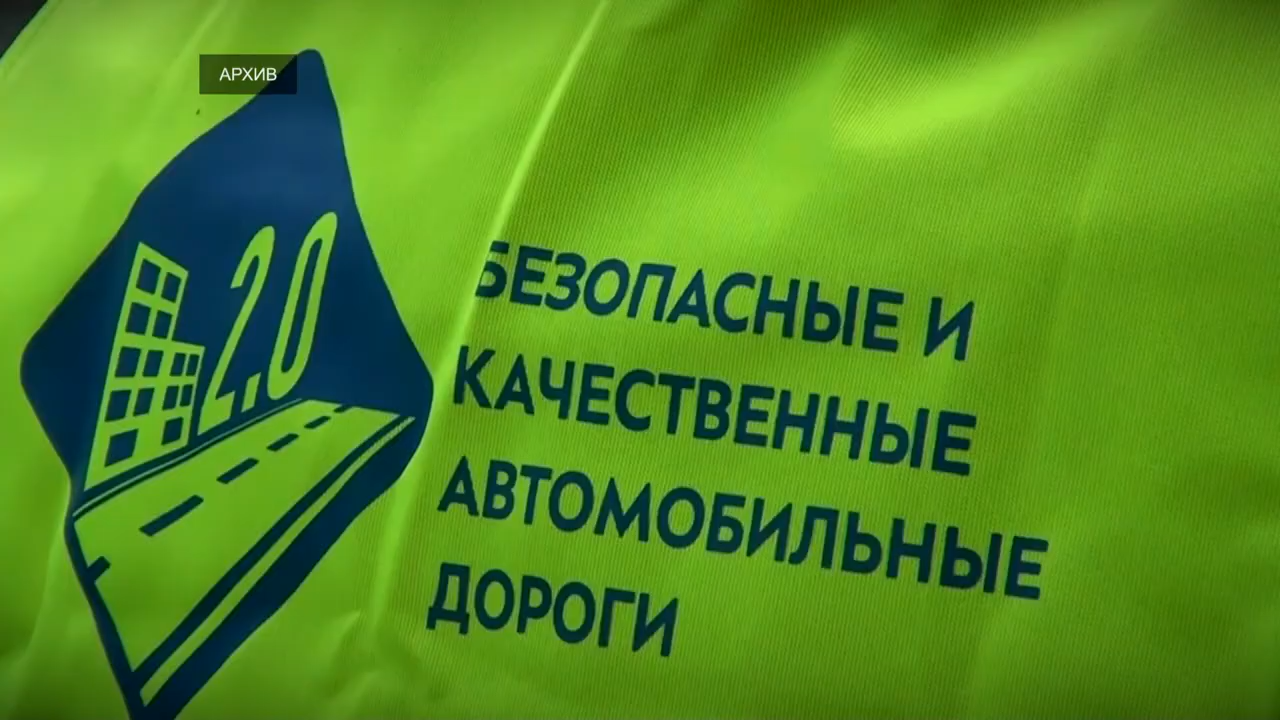 АРХИВ
2.0
БЕЗОПАСНЫЕ И
КАЧЕСТВЕННЫЕ
АВТОМОБИЛЬНЫЕ
ДОРОГИ